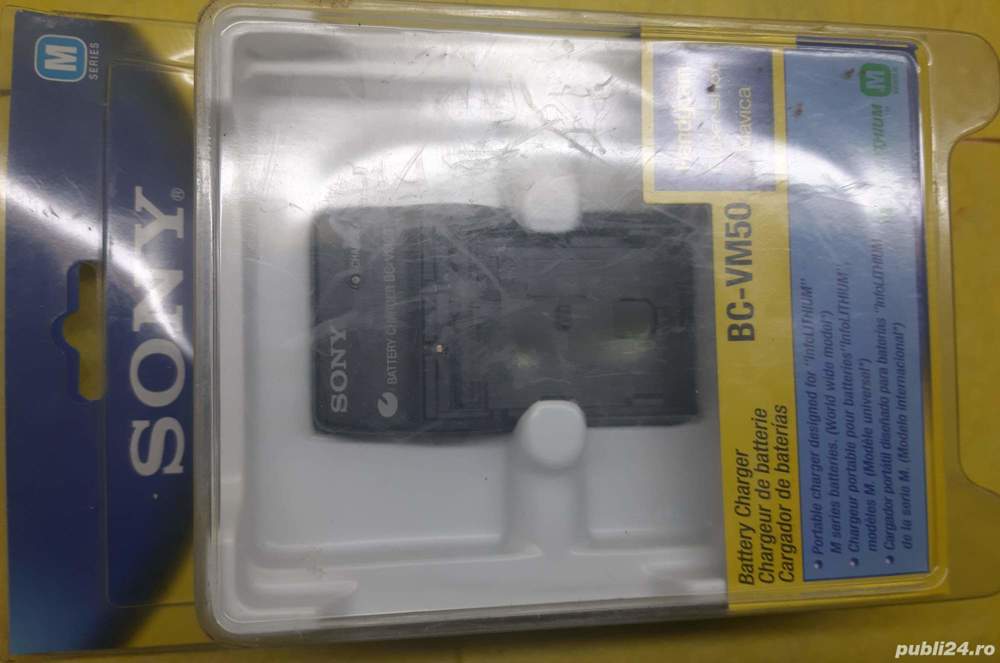 M
SERIES
SONY®
SONY
BATTERY CHARGER BC-V
BC-VM50
Battery Charger
Chargeur de batterie
Cargador de baterías
• Portable charger designed for "InfoLITHIUM"
M series batteries. (World wide model")
• Chargeur portable pour batteries "InfoLITHIUM",
modèles M. (Modèle universel*)
• Cargador portátil diseñado para baterías "InfoLITHIUM"
de la serie M. (Modelo internacional*)
M
publi24.ro